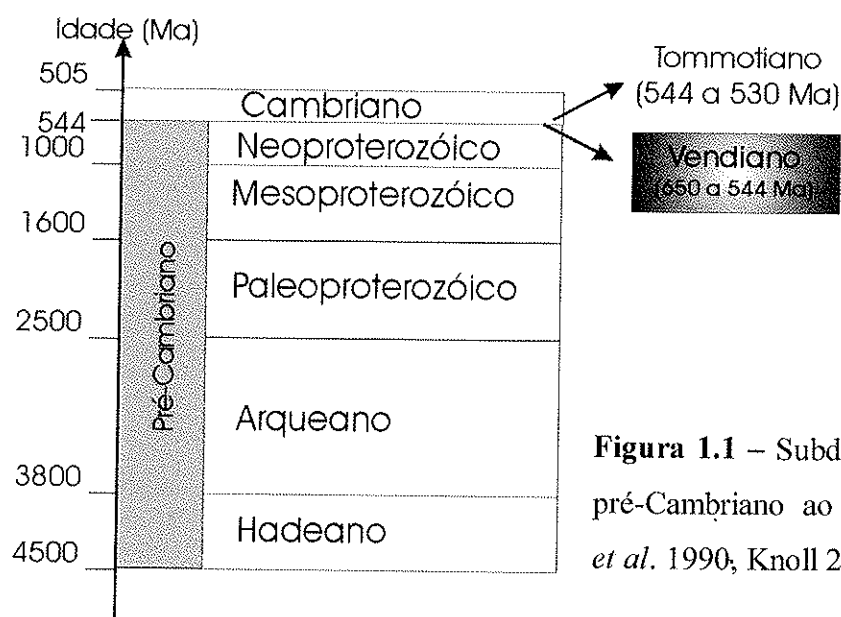 Idade (Ma)
505
544
1000
1600
2500
3800
4500
Pré-Cambriano
Cambriano
Neoproterozóico
Mesoproterozóico
Paleoproterozóico
Arqueano
Hadeano
Tommotiano
(544 a 530 Ma)
Vendiano
(650 a 544 Ma)
Figura 1.1 – Subd
pré-Cambriano ao
et al. 1990; Knoll 2